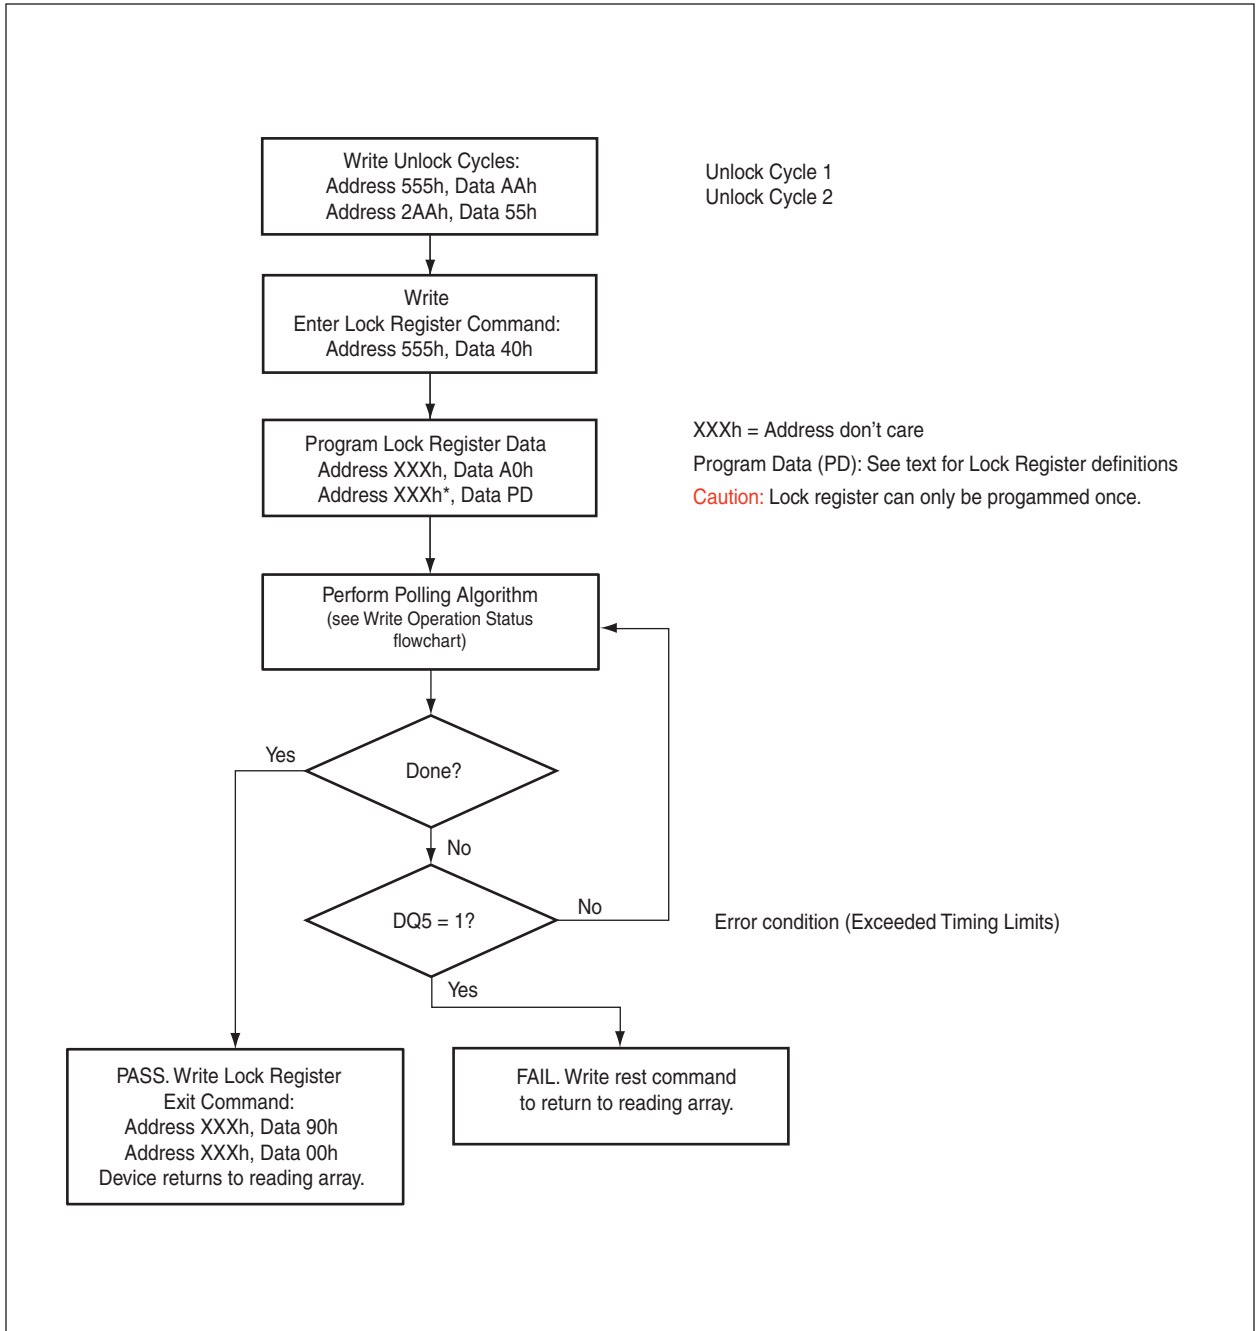 Write Unlock Cycles:
Address 555h, Data AAh
Address 2AAh, Data 55h
Unlock Cycle 1
Unlock Cycle 2
Write
Enter Lock Register Command:
Address 555h, Data 40h
Program Lock Register Data
Address XXXh, Data A0h
Address XXXh*, Data PD
XXXh = Address don't care
Program Data (PD): See text for Lock Register definitions
Caution: Lock register can only be progammed once.
Perform Polling Algorithm
(see Write Operation Status
flowchart)
Yes
Done?
No
DQ5 = 1?
No
Error condition (Exceeded Timing Limits)
Yes
PASS. Write Lock Register
Exit Command:
Address XXXh, Data 90h
Address XXXh, Data 00h
Device returns to reading array.
FAIL. Write rest command
to return to reading array.